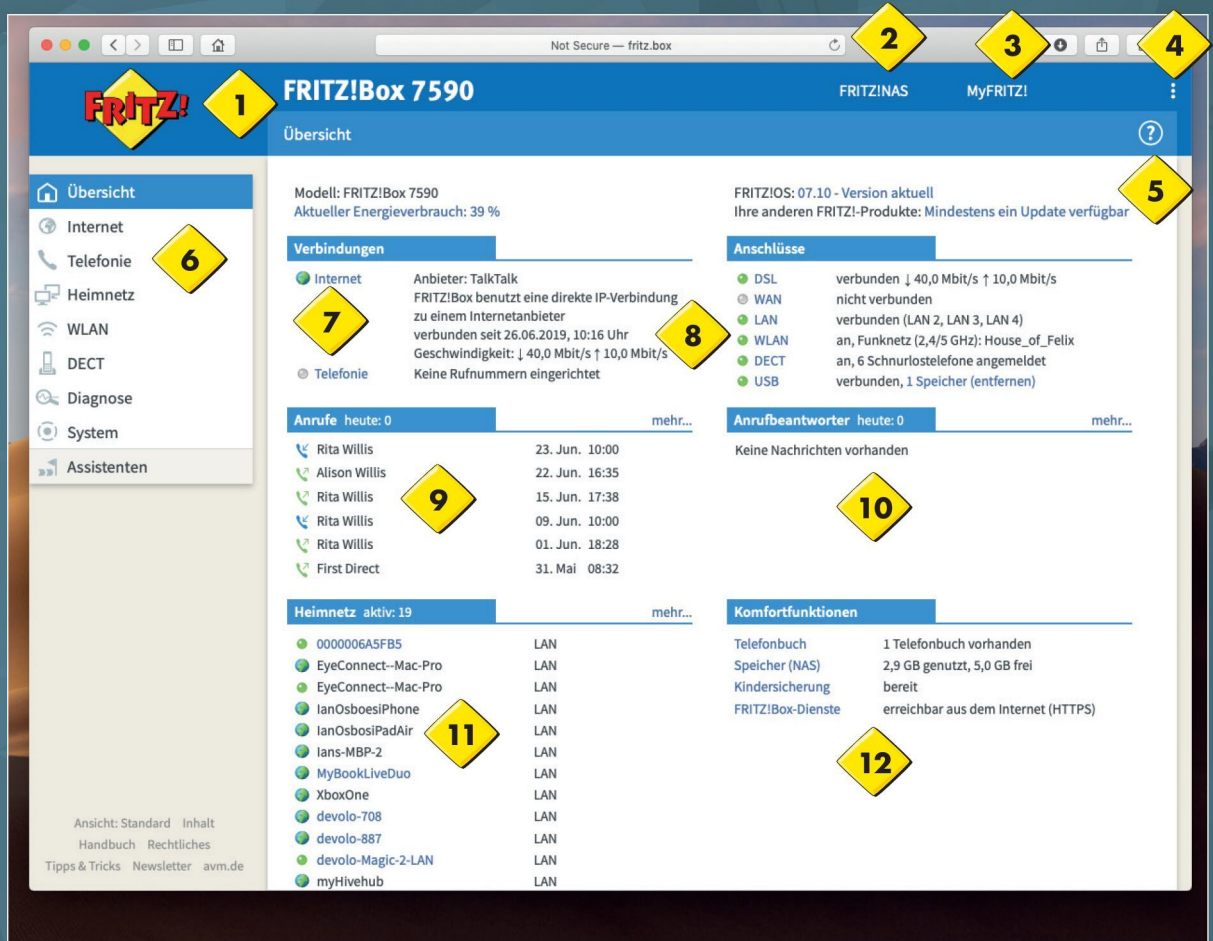 Not Secure — fritz.box
2
3
4
FRITZ!
1
FRITZ!Box 7590
FRITZ!NAS
MyFRITZ!
Übersicht
?
5
Übersicht
Internet
Telefonie
Heimnetz
WLAN
DECT
Diagnose
System
Assistenten
6
Modell: FRITZ!Box 7590
Aktueller Energieverbrauch: 39 %
FRITZ!OS: 07.10 - Version aktuell
Ihre anderen FRITZ!-Produkte: Mindestens ein Update verfügbar
Verbindungen
Internet Anbieter: TalkTalk
FRITZ!Box benutzt eine direkte IP-Verbindung
zu einem Internetanbieter
verbunden seit 26.06.2019, 10:16 Uhr
Geschwindigkeit: ↓ 40,0 Mbit/s ↑ 10,0 Mbit/s
Telefonie Keine Rufnummern eingerichtet
7
8
Anschlüsse
DSL verbunden ↓ 40,0 Mbit/s ↑ 10,0 Mbit/s
WAN nicht verbunden
LAN verbunden (LAN 2, LAN 3, LAN 4)
WLAN an, Funknetz (2,4/5 GHz): House_of_Felix
DECT an, 6 Schnurlostelefone angemeldet
USB verbunden, 1 Speicher (entfernen)
Anrufe heute: 0 mehr...
Rita Willis 23. Jun. 10:00
Alison Willis 22. Jun. 16:35
Rita Willis 15. Jun. 17:38
Rita Willis 09. Jun. 10:00
Rita Willis 01. Jun. 18:28
First Direct 31. Mai 08:32
9
Anrufbeantworter heute: 0 mehr...
Keine Nachrichten vorhanden
10
Heimnetz aktiv: 19 mehr...
0000006A5FB5 LAN
EyeConnect--Mac-Pro LAN
EyeConnect--Mac-Pro LAN
IanOsboesiPhone LAN
IanOsbosiPadAir LAN
Ians-MBP-2 LAN
MyBookLiveDuo LAN
XboxOne LAN
devolo-708 LAN
devolo-887 LAN
devolo-Magic-2-LAN LAN
myHivehub LAN
11
Komfortfunktionen
Telefonbuch 1 Telefonbuch vorhanden
Speicher (NAS) 2,9 GB genutzt, 5,0 GB frei
Kindersicherung bereit
FRITZ!Box-Dienste erreichbar aus dem Internet (HTTPS)
12
Ansicht: Standard Inhalt
Handbuch Rechtliches
Tipps & Tricks Newsletter avm.de